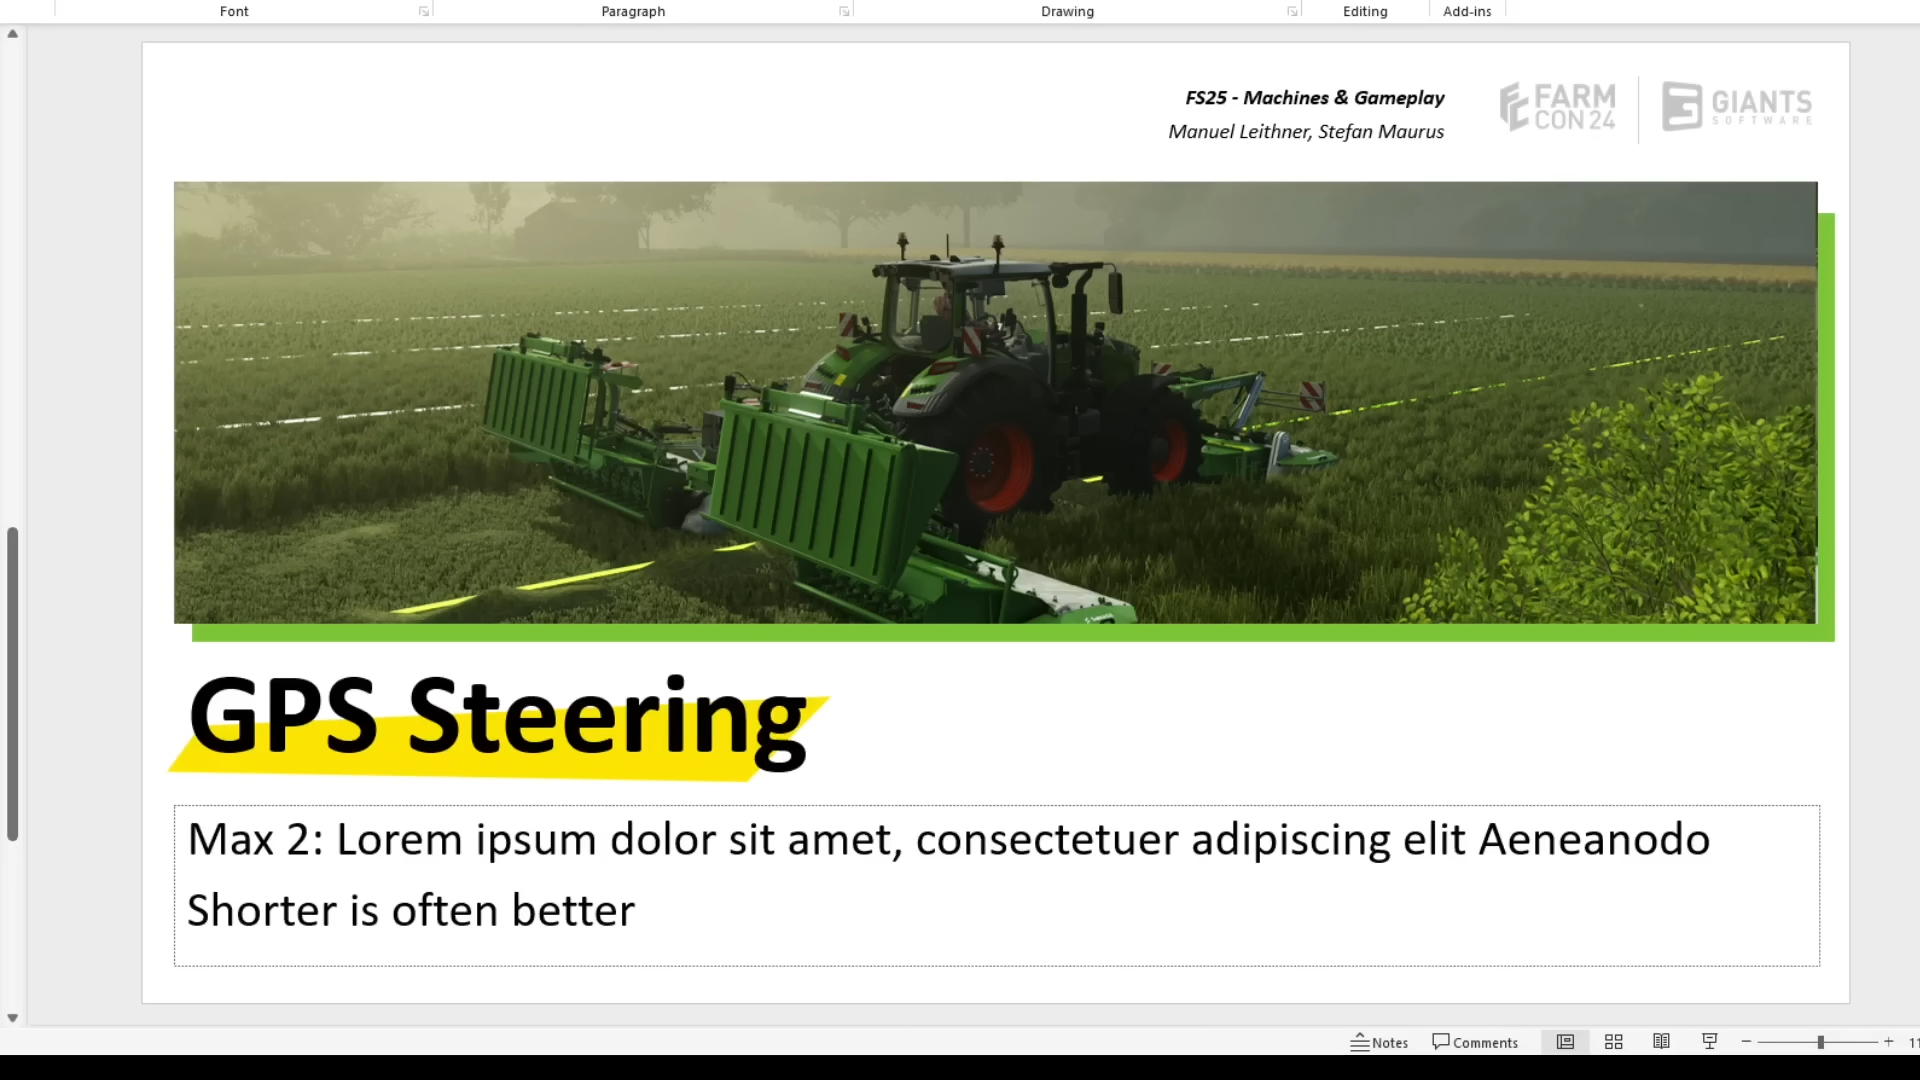 Font Paragraph Drawing Editing Add-ins
FS25 - Machines & Gameplay
Manuel Leithner, Stefan Maurus
FARM CON 24
GIANTS SOFTWARE
GPS Steering
Max 2: Lorem ipsum dolor sit amet, consectetuer adipiscing elit Aeneanodo
Shorter is often better
Notes Comments